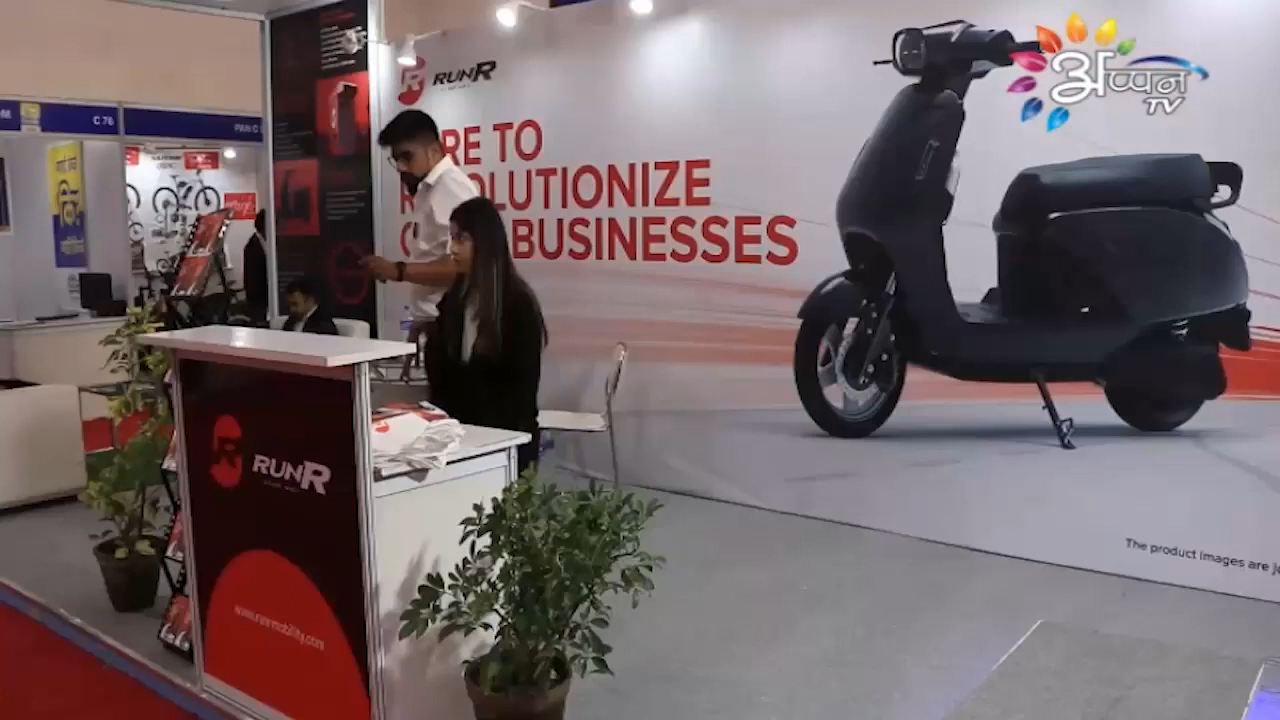 अप्पन
TV
C 76
RUNR
RE TO
OLUTIONIZE
BUSINESSES
RUNR
www.runrmobility.com
The product images are